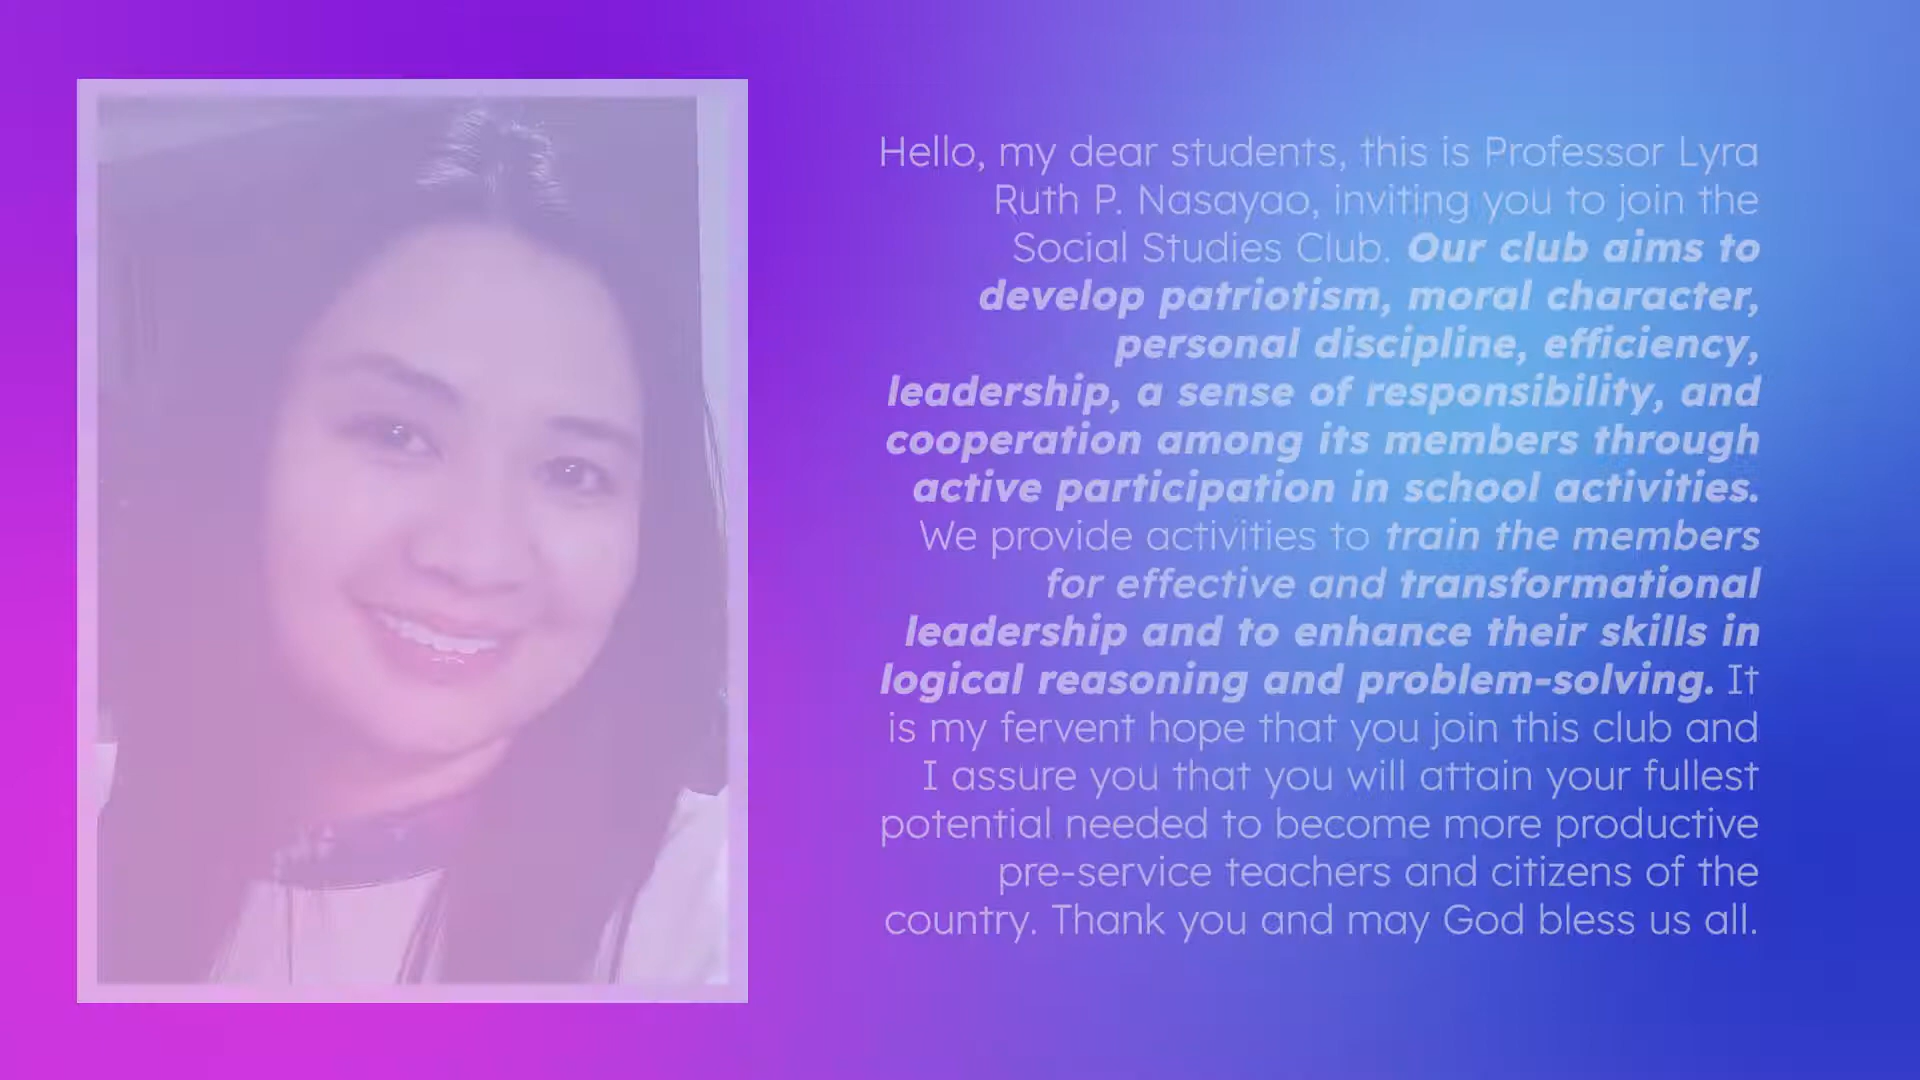 Hello, my dear students, this is Professor Lyra
Ruth P. Nasayao, inviting you to join the
Social Studies Club. Our club aims to
develop patriotism, moral character,
personal discipline, efficiency,
leadership, a sense of responsibility, and
cooperation among its members through
active participation in school activities.
We provide activities to train the members
for effective and transformational
leadership and to enhance their skills in
logical reasoning and problem-solving. It
is my fervent hope that you join this club and
I assure you that you will attain your fullest
potential needed to become more productive
pre-service teachers and citizens of the
country. Thank you and may God bless us all.